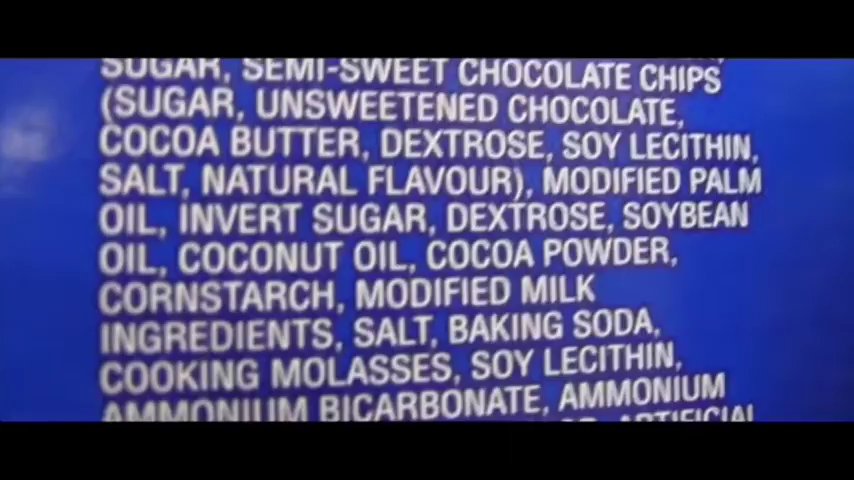 SUGAR, SEMI-SWEET CHOCOLATE CHIPS
(SUGAR, UNSWEETENED CHOCOLATE,
COCOA BUTTER, DEXTROSE, SOY LECITHIN,
SALT, NATURAL FLAVOUR), MODIFIED PALM
OIL, INVERT SUGAR, DEXTROSE, SOYBEAN
OIL, COCONUT OIL, COCOA POWDER,
CORNSTARCH, MODIFIED MILK
INGREDIENTS, SALT, BAKING SODA,
COOKING MOLASSES, SOY LECITHIN,
AMMONIUM BICARBONATE, AMMONIUM
ARTIFICIAL